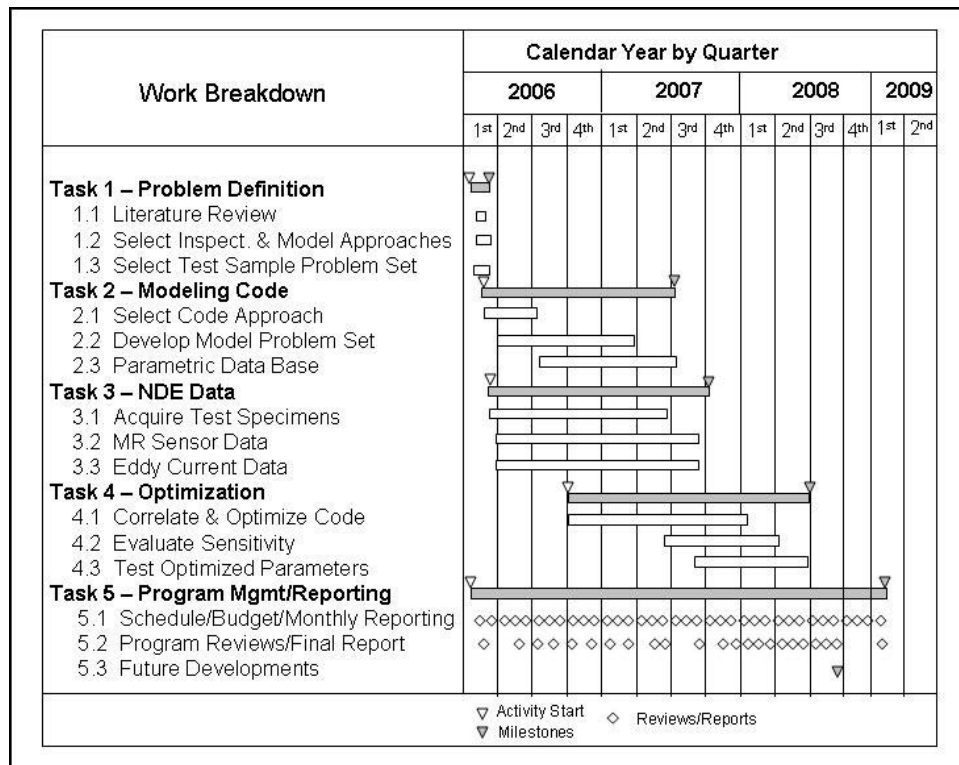 Calendar Year by Quarter
Work Breakdown
2006 2007 2008 2009
1st 2nd 3rd 4th 1st 2nd 3rd 4th 1st 2nd 3rd 4th 1st 2nd
Task 1 – Problem Definition
1.1 Literature Review
1.2 Select Inspect. & Model Approaches
1.3 Select Test Sample Problem Set
Task 2 – Modeling Code
2.1 Select Code Approach
2.2 Develop Model Problem Set
2.3 Parametric Data Base
Task 3 – NDE Data
3.1 Acquire Test Specimens
3.2 MR Sensor Data
3.3 Eddy Current Data
Task 4 – Optimization
4.1 Correlate & Optimize Code
4.2 Evaluate Sensitivity
4.3 Test Optimized Parameters
Task 5 – Program Mgmt/Reporting
5.1 Schedule/Budget/Monthly Reporting
5.2 Program Reviews/Final Report
5.3 Future Developments
Activity Start Reviews/Reports
Milestones